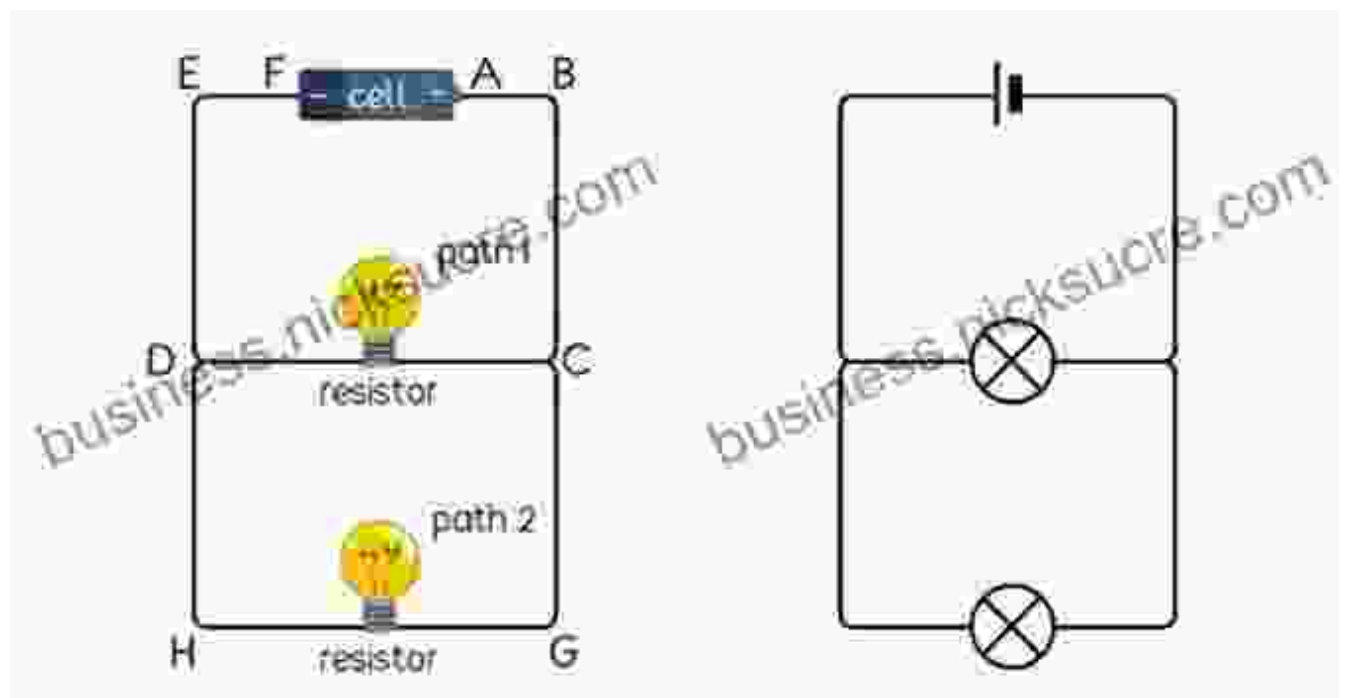 E F - cell + A B
path 1
D C
resistor
path 2
H G
resistor
business.nicksucre.com
business.nicksucre.com